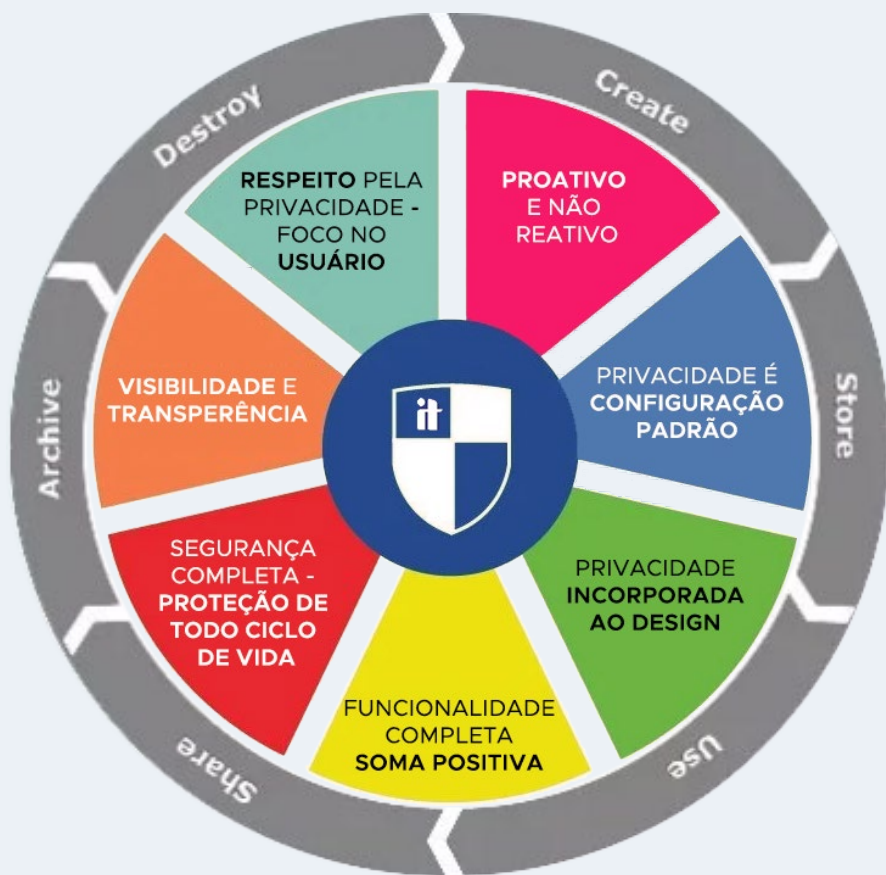 Create
Store
Use
Share
Archive
Destroy
PROATIVO
E NÃO
REATIVO
PRIVACIDADE É
CONFIGURAÇÃO
PADRÃO
PRIVACIDADE
INCORPORADA
AO DESIGN
FUNCIONALIDADE
COMPLETA
SOMA POSITIVA
SEGURANÇA
COMPLETA -
PROTEÇÃO DE
TODO CICLO
DE VIDA
VISIBILIDADE E
TRANSPERÊNCIA
RESPEITO PELA
PRIVACIDADE -
FOCO NO
USUÁRIO
it